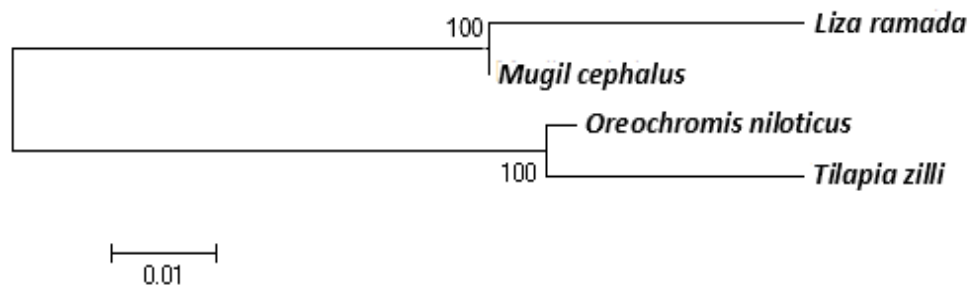 100
Liza ramada
Mugil cephalus
Oreochromis niloticus
100
Tilapia zilli
0.01